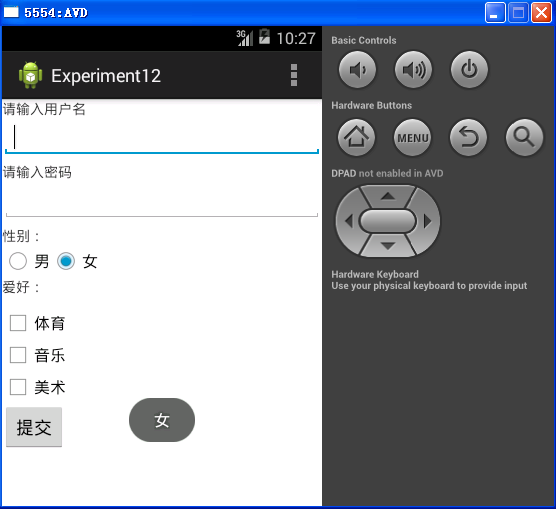 5554:AVD
3G 10:27
Experiment12
请输入用户名
请输入密码
性别：
男 女
爱好：
体育
音乐
美术
提交
女
Basic Controls
Hardware Buttons
MENU
DPAD not enabled in AVD
Hardware Keyboard
Use your physical keyboard to provide input